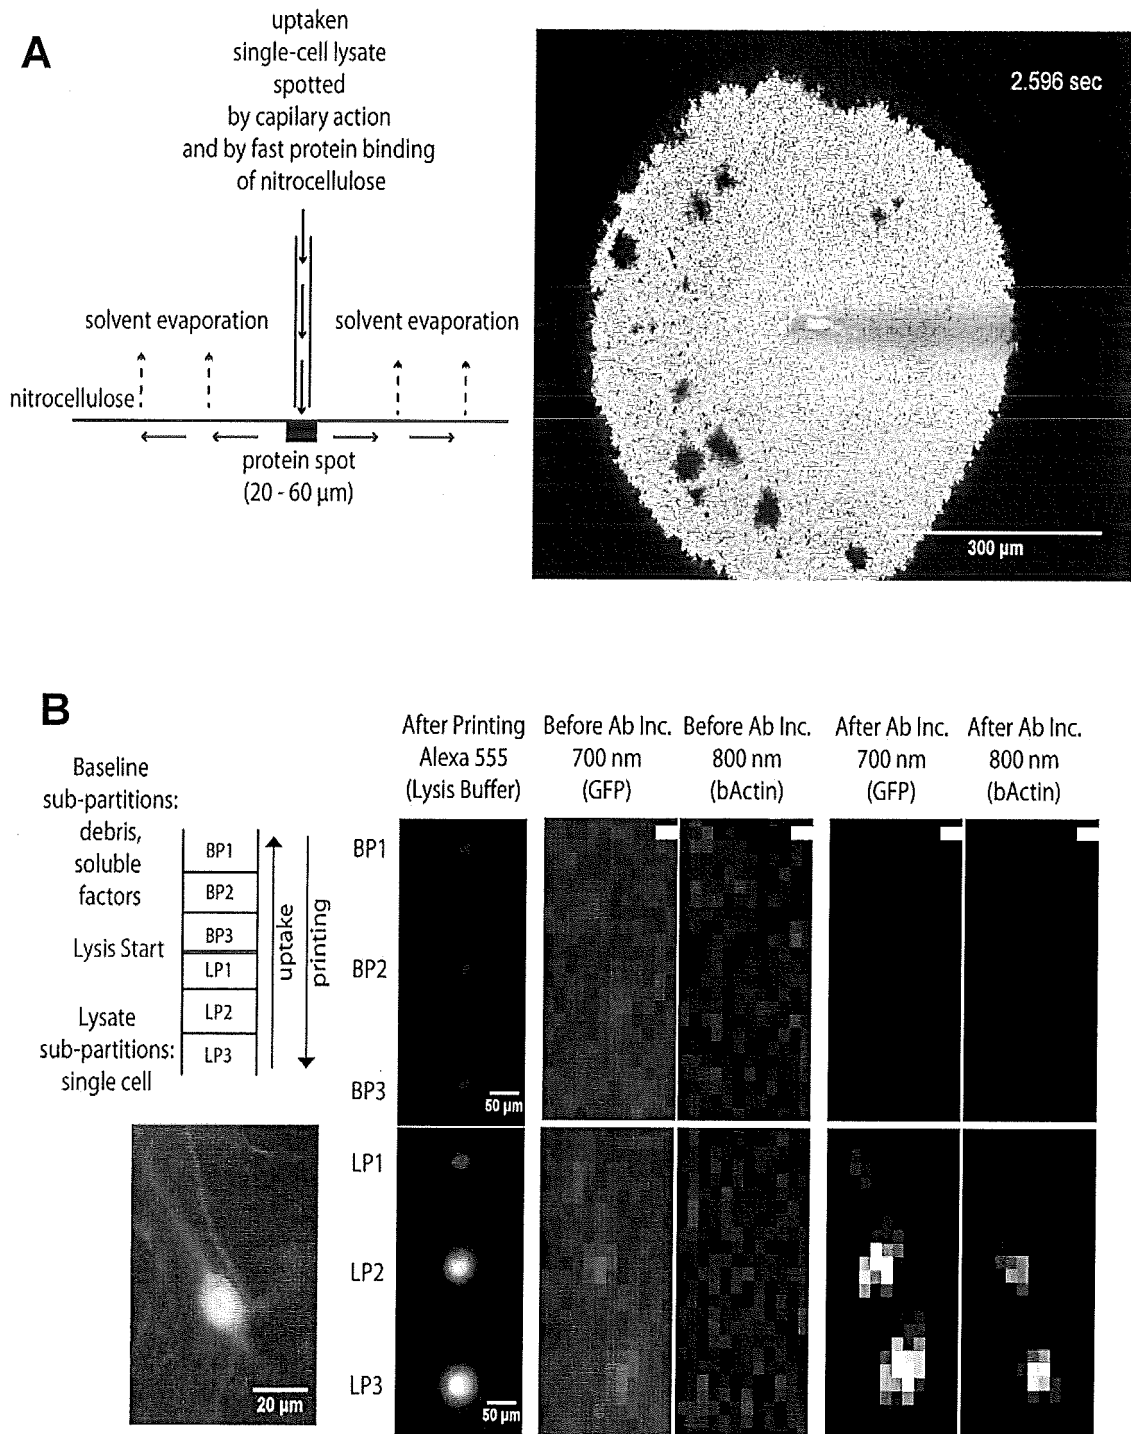 A
uptaken
single-cell lysate
spotted
by capilary action
and by fast protein binding
of nitrocellulose
solvent evaporation
solvent evaporation
nitrocellulose
protein spot
(20 - 60 µm)
2.596 sec
300 µm
B
Baseline
sub-partitions:
debris,
soluble
factors
Lysis Start
Lysate
sub-partitions:
single cell
BP1
BP2
BP3
LP1
LP2
LP3
uptake
printing
20 µm
After Printing
Alexa 555
(Lysis Buffer)
Before Ab Inc.
700 nm
(GFP)
Before Ab Inc.
800 nm
(bActin)
After Ab Inc.
700 nm
(GFP)
After Ab Inc.
800 nm
(bActin)
BP1
BP2
BP3
50 µm
LP1
LP2
LP3
50 µm